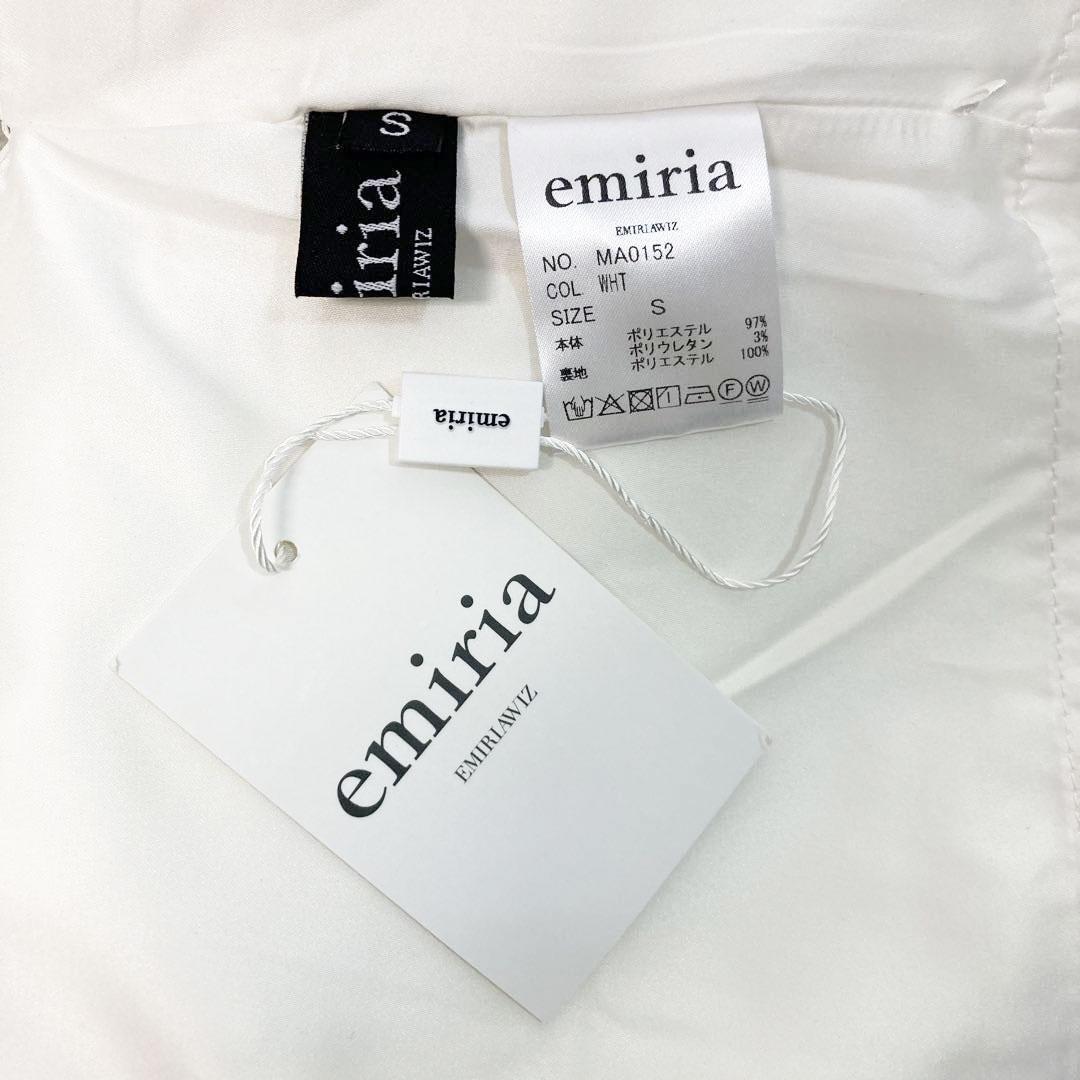 S
iria
RIAWIZ
emiria
EMIRIAWIZ
NO. MA0152
COL WHT
SIZE S
本体 ポリエステル 97%
ポリウレタン 3%
裏地 ポリエステル 100%
F W
emiria
emiria
EMIRIAWIZ